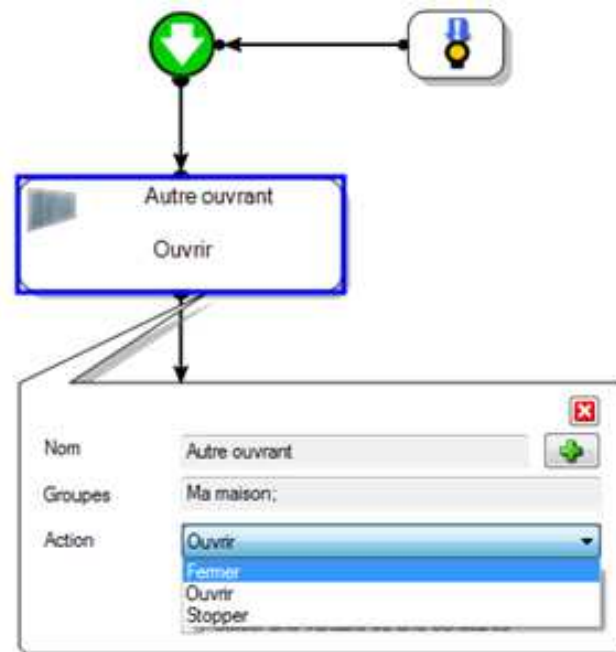 Autre ouvrant
Ouvrir
Nom
Autre ouvrant
Groupes
Ma maison;
Action
Ouvrir
Fermer
Ouvrir
Stopper